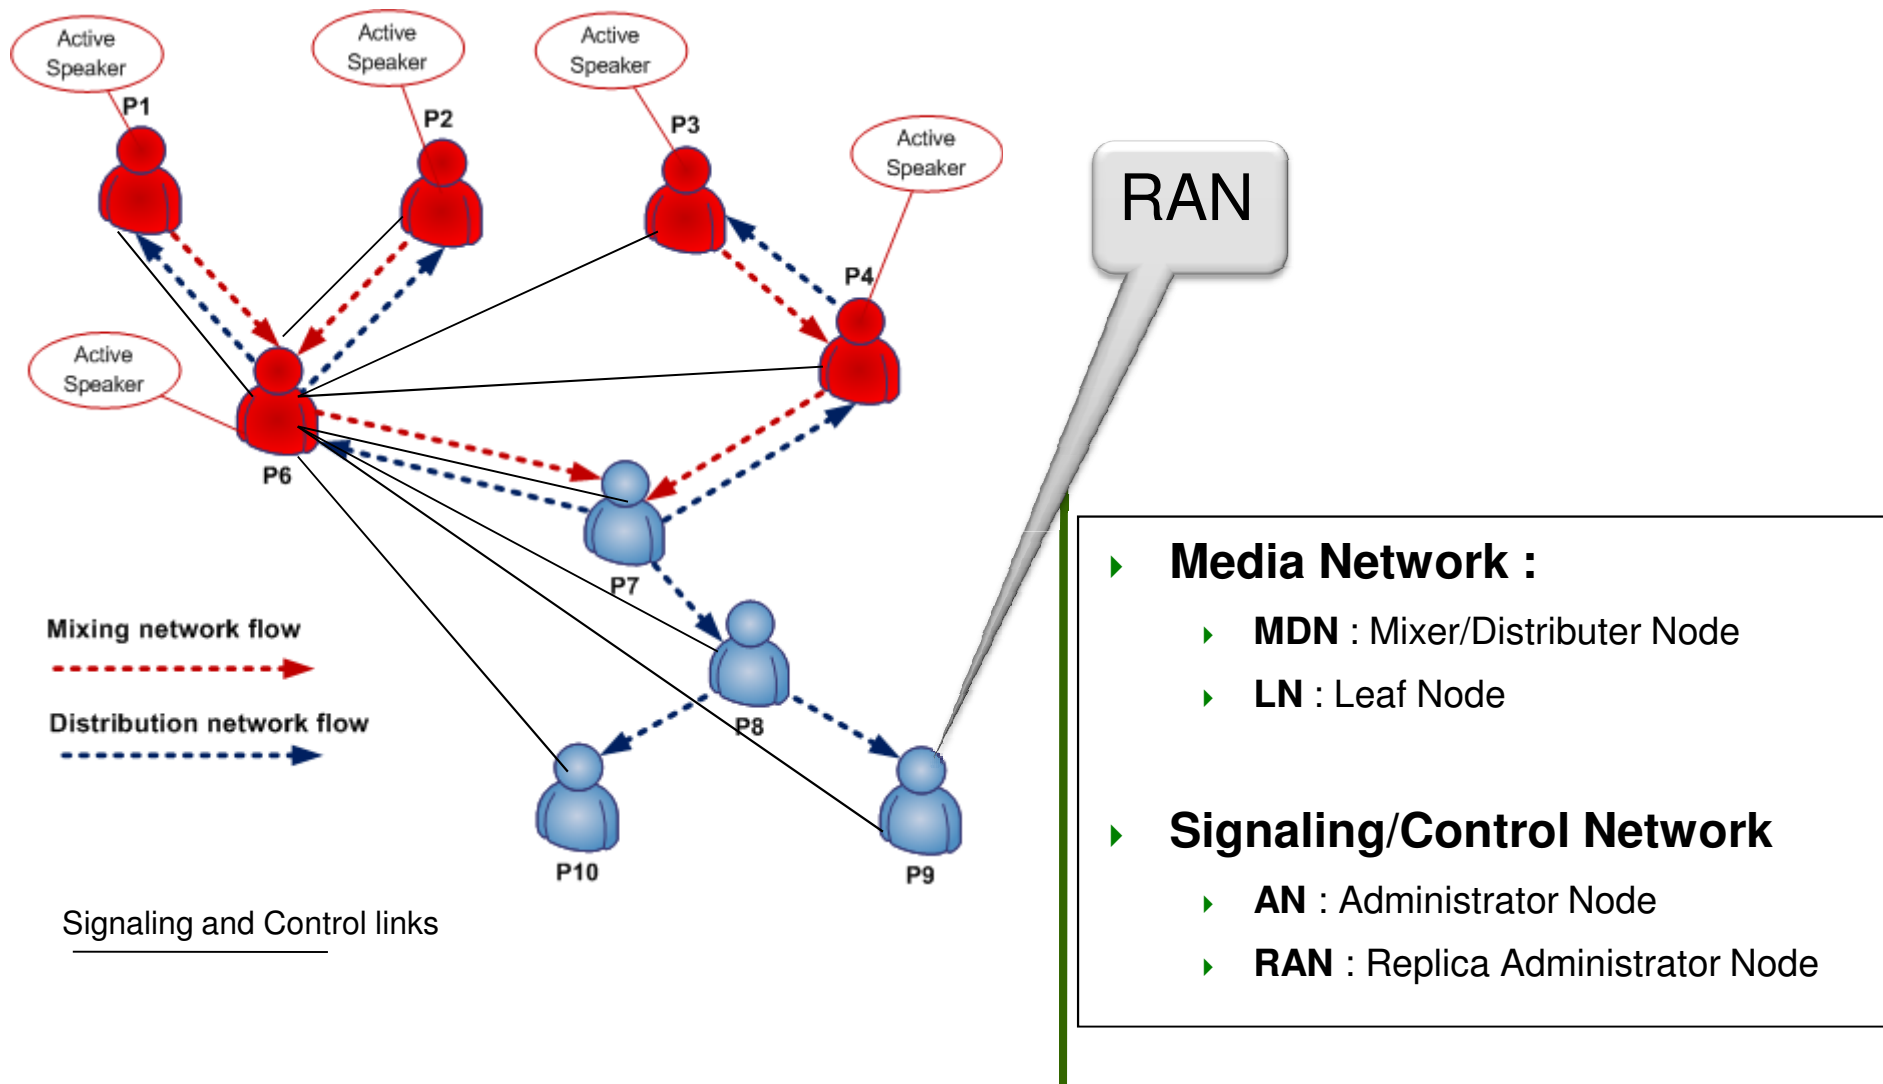 Active
Speaker
P1
Active
Speaker
P2
Active
Speaker
P3
Active
Speaker
P4
RAN
Active
Speaker
P6
P7
P8
P10
P9
Mixing network flow
Distribution network flow
Signaling and Control links
Media Network :
MDN : Mixer/Distributer Node
LN : Leaf Node
Signaling/Control Network
AN : Administrator Node
RAN : Replica Administrator Node